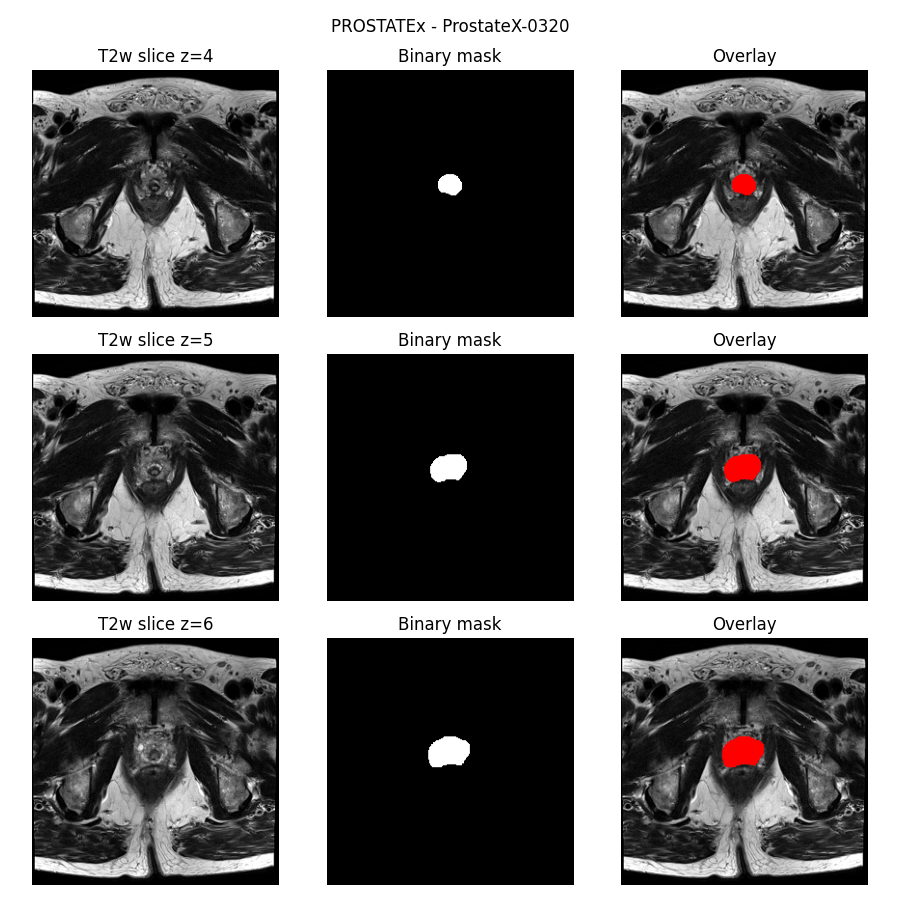 PROSTATEx - ProstateX-0320
T2w slice z=4 Binary mask Overlay
T2w slice z=5 Binary mask Overlay
T2w slice z=6 Binary mask Overlay